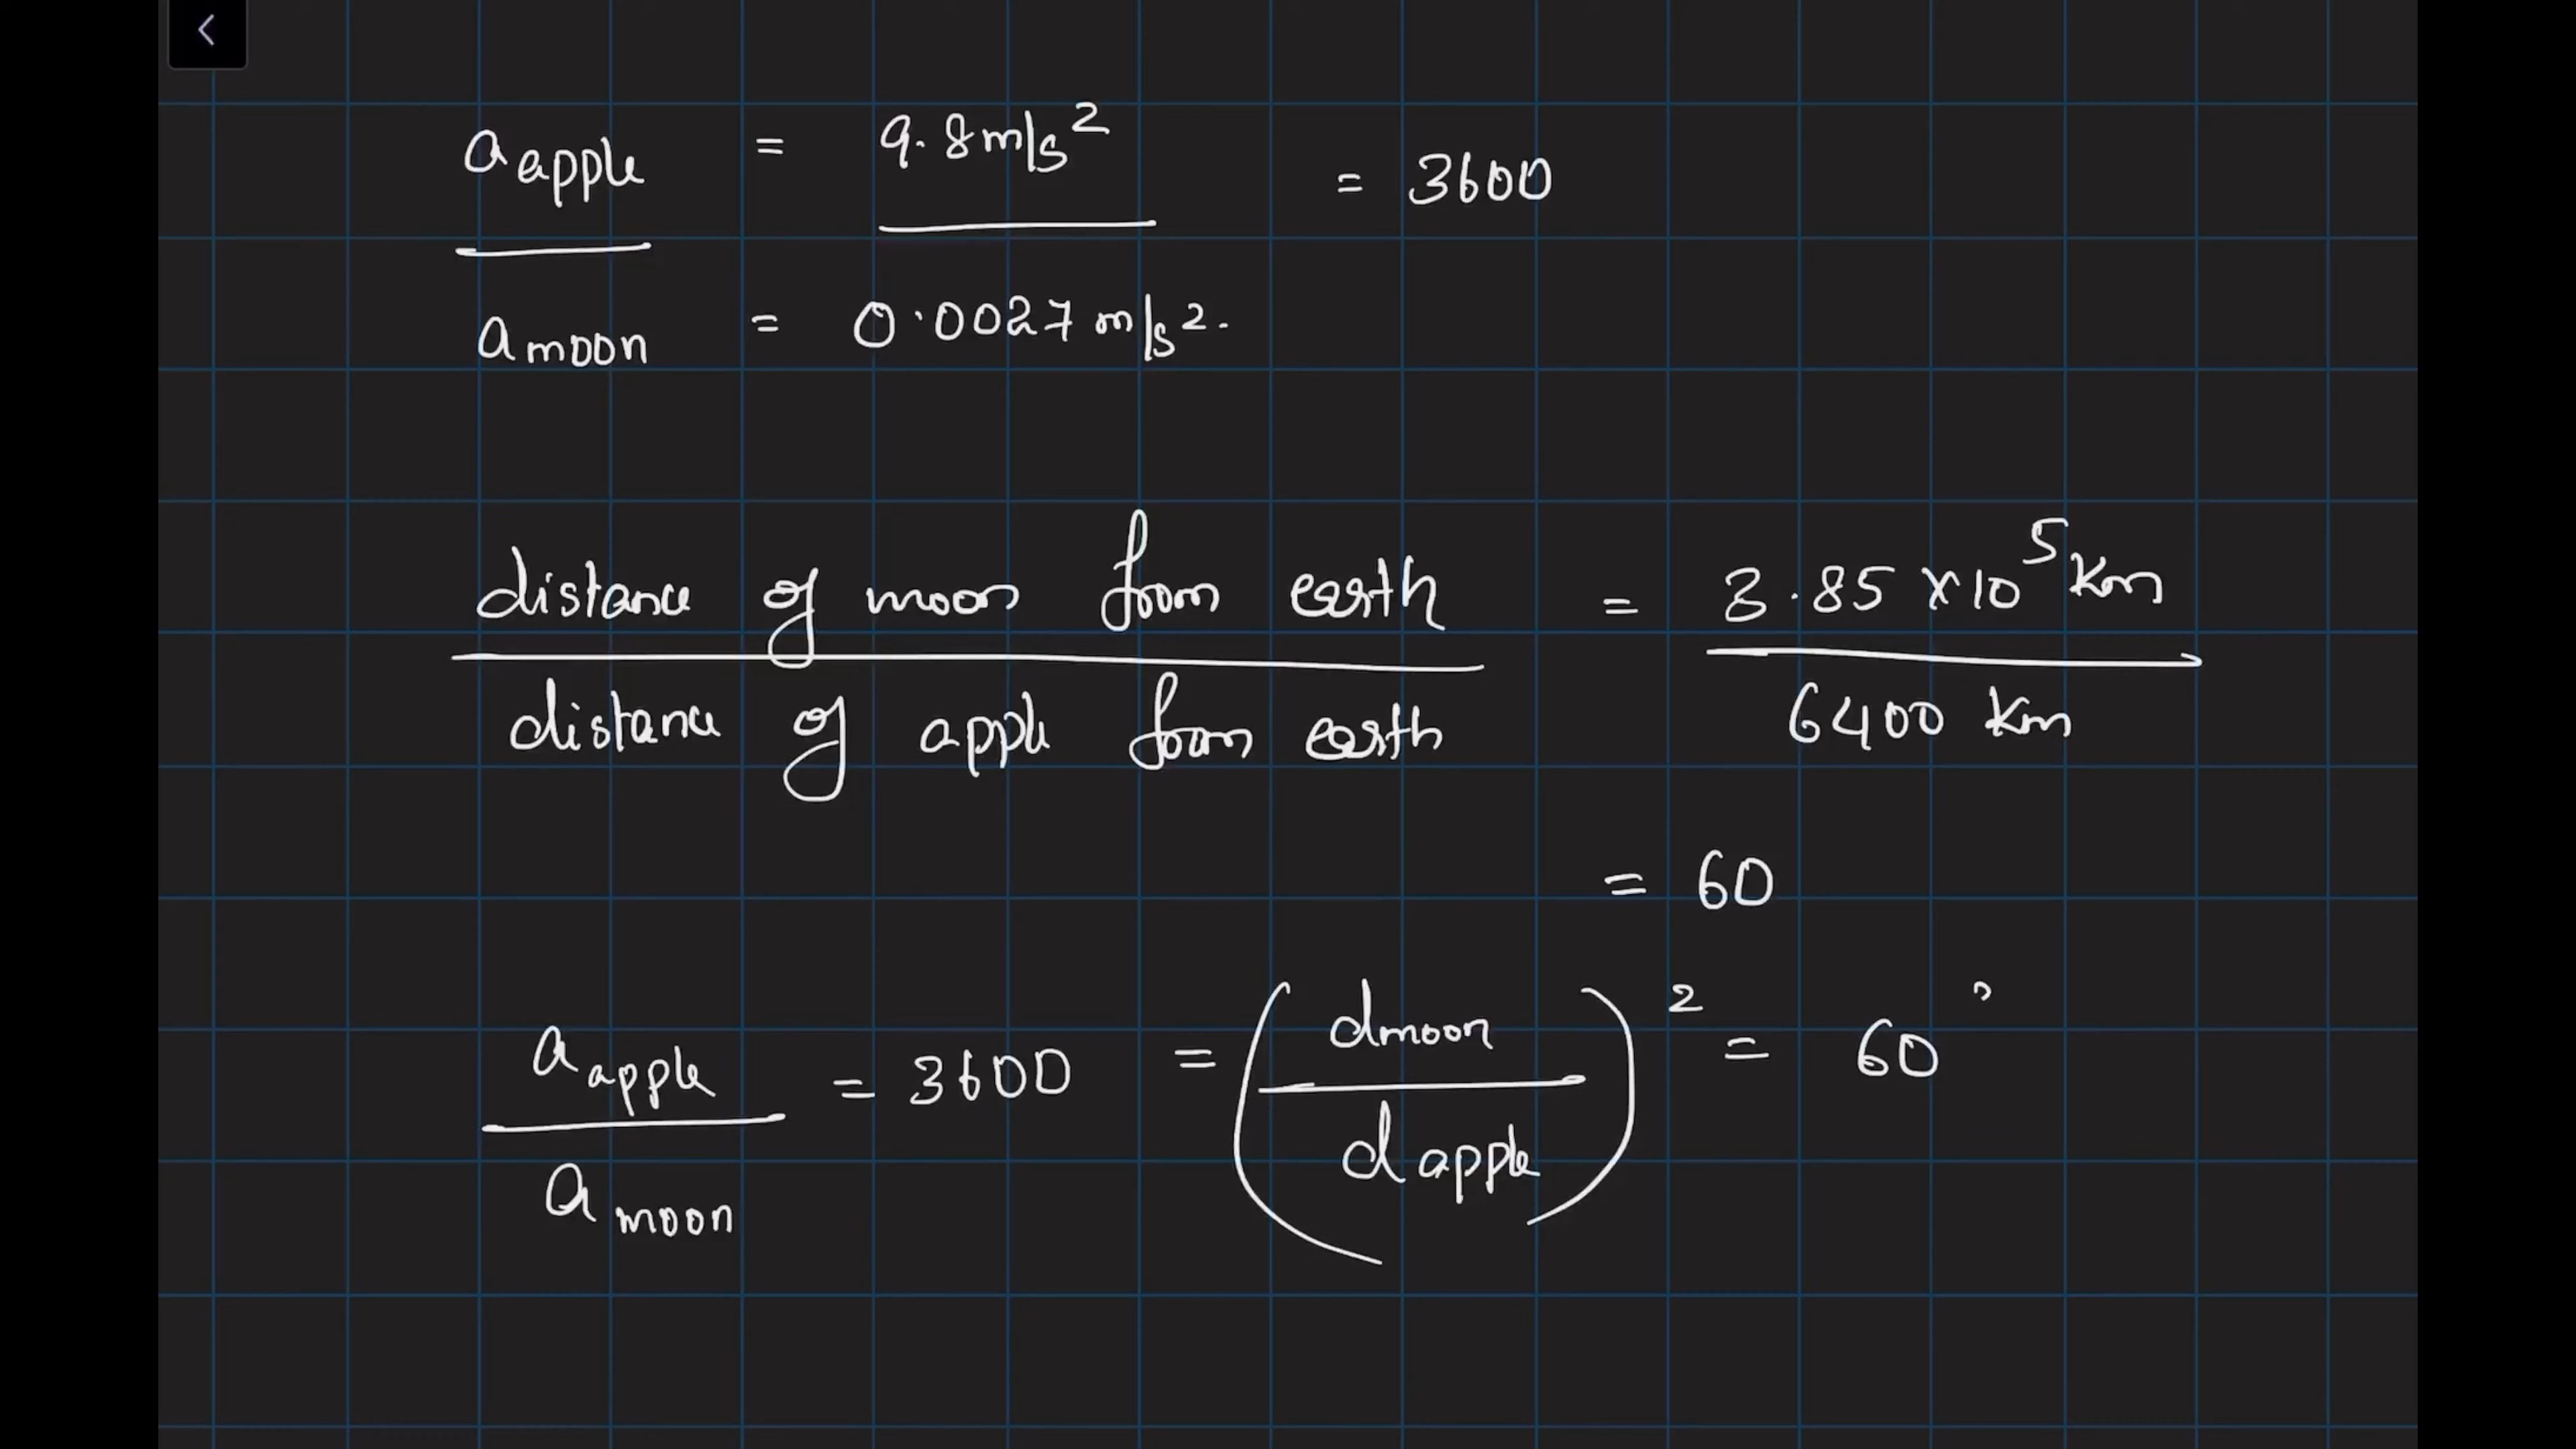 a apple = 9.8 m/s² = 3600
a moon = 0.0027 m/s².
distance of moon from earth = 3.85 × 10⁵ Km
distance of apple from earth 6400 Km
= 60
a apple = 3600 = ( d moon )² = 60
a moon d apple